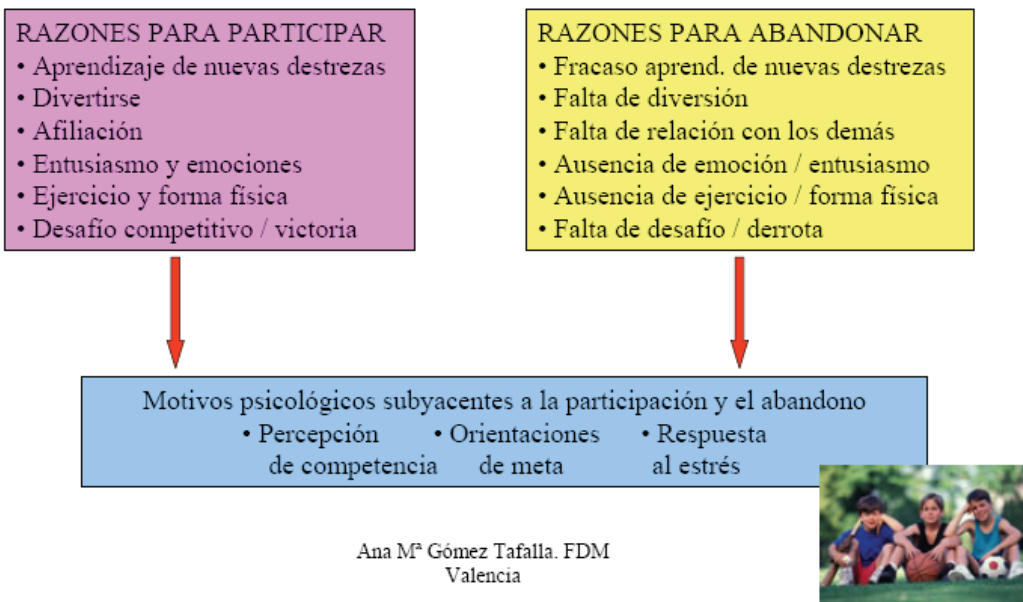 RAZONES PARA PARTICIPAR
• Aprendizaje de nuevas destrezas
• Divertirse
• Afiliación
• Entusiasmo y emociones
• Ejercicio y forma física
• Desafío competitivo / victoria
RAZONES PARA ABANDONAR
• Fracaso aprend. de nuevas destrezas
• Falta de diversión
• Falta de relación con los demás
• Ausencia de emoción / entusiasmo
• Ausencia de ejercicio / forma física
• Falta de desafío / derrota
Motivos psicológicos subyacentes a la participación y el abandono
• Percepción • Orientaciones • Respuesta
de competencia de meta al estrés
Ana Mª Gómez Tafalla. FDM
Valencia